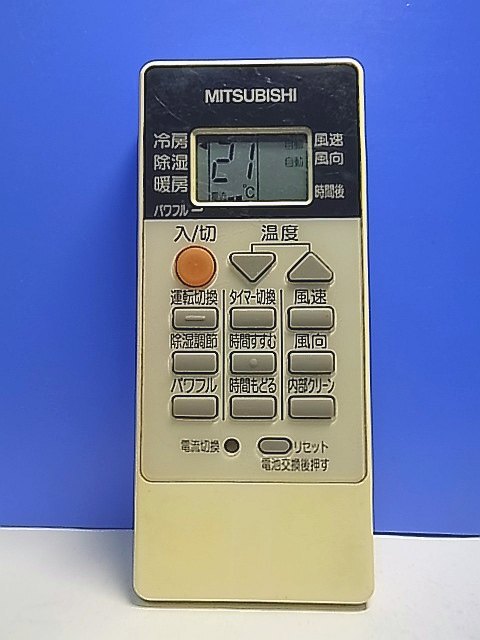 MITSUBISHI
冷房
除湿
暖房
パワフル
21
℃
自動
自動
風速
風向
時間後
入/切
温度
運転切換
タイマー切換
風速
除湿調節
時間すすむ
風向
パワフル
時間もどる
内部クリーン
電流切換
リセット
電池交換後押す